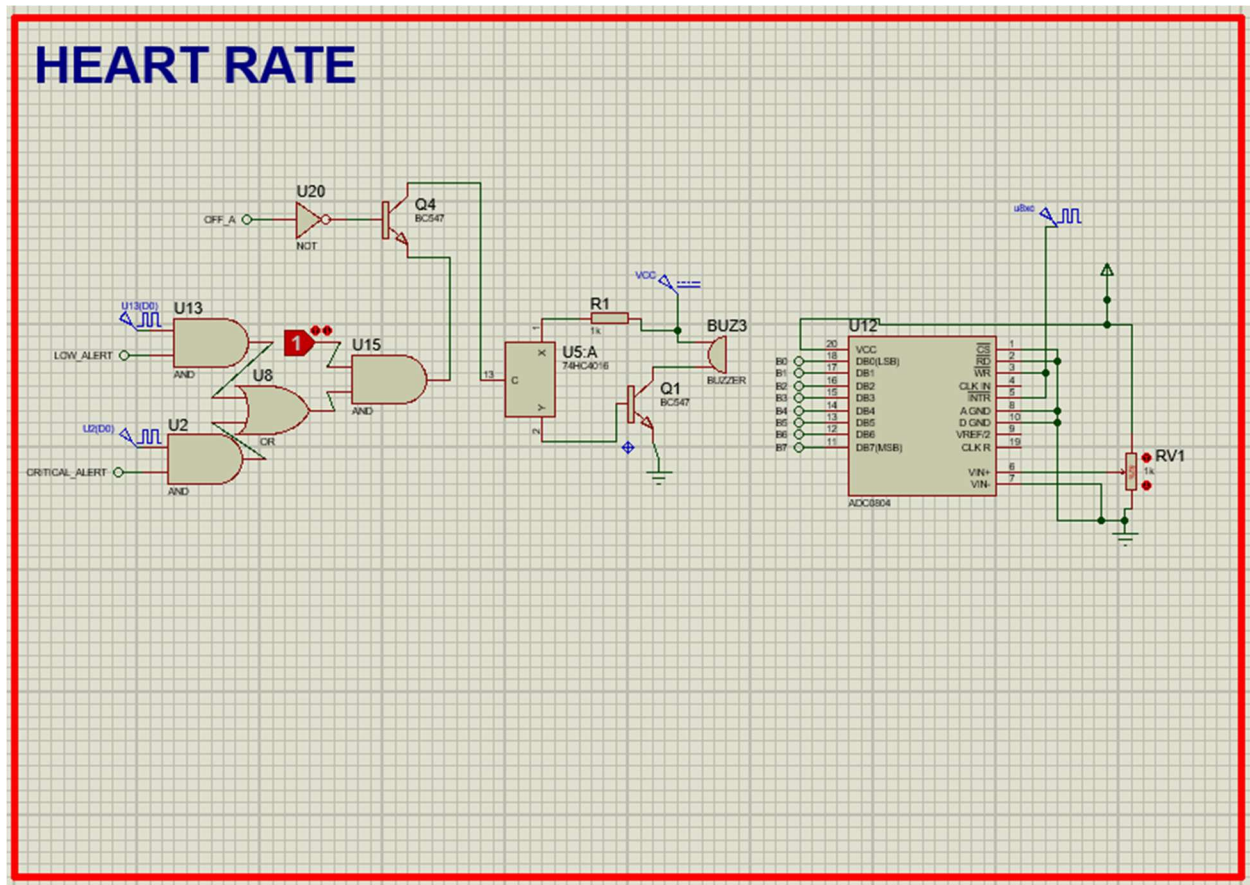 HEART RATE
U20
OFF_A
NOT
Q4
BC547
U13(D0)
U13
LOW_ALERT
AND
1
U15
AND
U8
OR
U2(D0)
U2
CRITICAL_ALERT
AND
VCC
R1
1k
1
X
U5:A
74HC4016
13
C
Y
2
BUZ3
BUZZER
Q1
BC547
U12
20
VCC
B0 18 DB0(LSB)
B1 17 DB1
B2 16 DB2
B3 15 DB3
B4 14 DB4
B5 13 DB5
B6 12 DB6
B7 11 DB7(MSB)
CS 1
RD 2
WR 3
CLK IN 4
INTR 5
A GND 8
D GND 10
VREF/2 9
CLK R 19
VIN+ 6
VIN- 7
ADC0804
RV1
1k